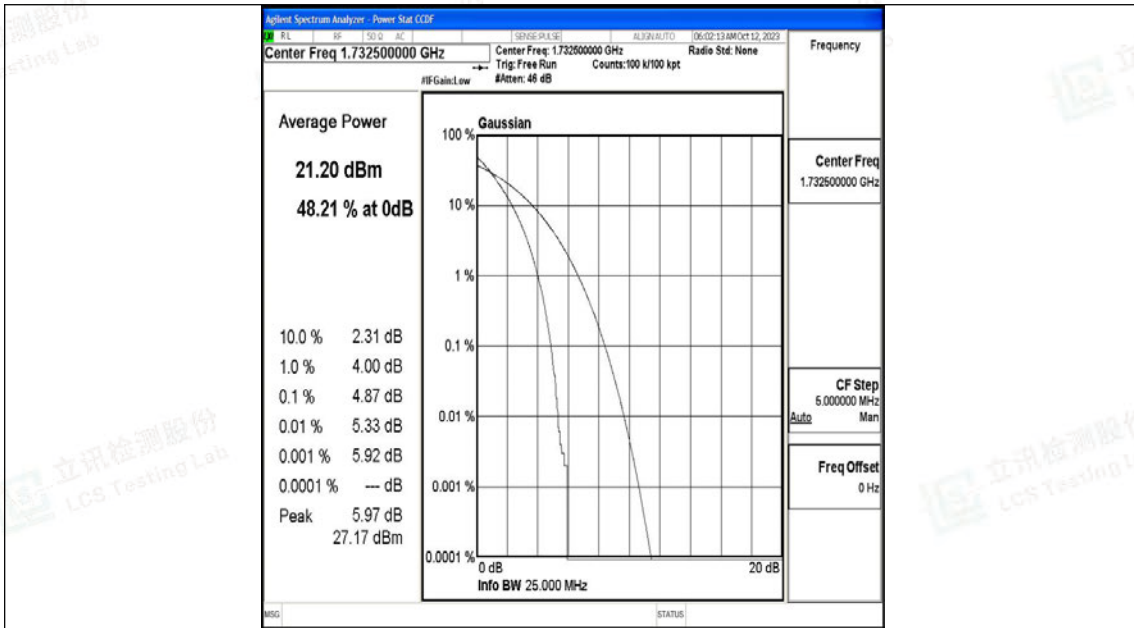 Agilent Spectrum Analyzer - Power Stat CCDF
RL RF 50 Ω AC SENSE:PULSE ALIGNAUTO 06:02:13 AM Oct 12, 2023
Center Freq 1.732500000 GHz
Center Freq: 1.732500000 GHz Radio Std: None
Trig: Free Run Counts:100 k/100 kpt
#IFGain:Low #Atten: 46 dB
Frequency
Average Power
21.20 dBm
48.21 % at 0dB
10.0 % 2.31 dB
1.0 % 4.00 dB
0.1 % 4.87 dB
0.01 % 5.33 dB
0.001 % 5.92 dB
0.0001 % --- dB
Peak 5.97 dB
27.17 dBm
Gaussian
100 %
10 %
1 %
0.1 %
0.01 %
0.001 %
0.0001 %
0 dB 20 dB
Info BW 25.000 MHz
Center Freq
1.732500000 GHz
CF Step
5.000000 MHz
Auto Man
Freq Offset
0 Hz
MSG STATUS
立讯检测股份
LCS Testing Lab